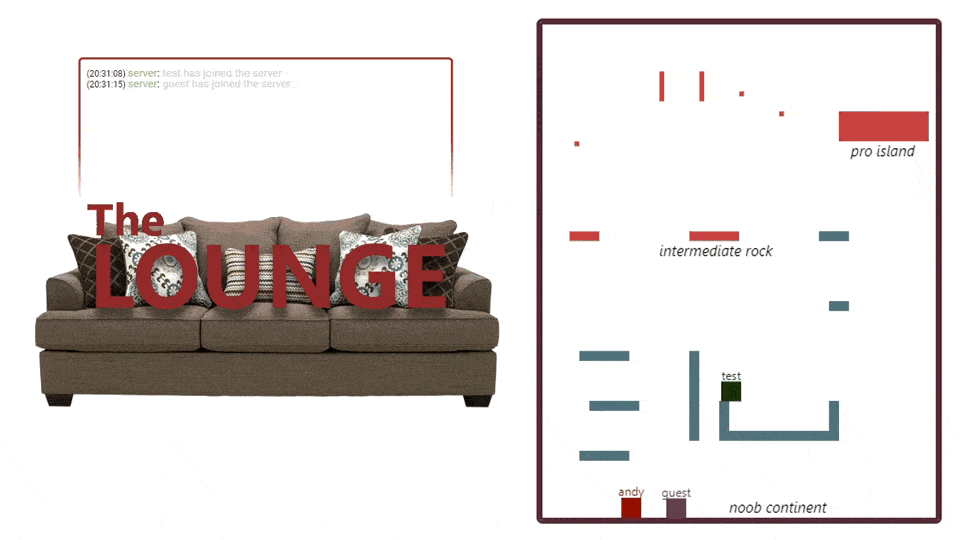 (20:31:08) server: test has joined the server
(20:31:15) server: guest has joined the server
The
LOUNGE
pro island
intermediate rock
test
andy
guest
noob continent